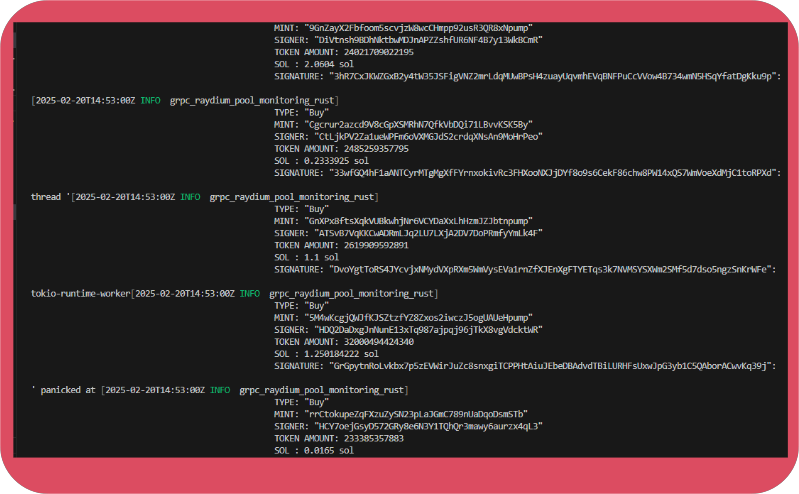 MINT: "9GnZayX2Fbfoom5scvjzW8wcCHmpp92usR3QR8xNpump"
SIGNER: "DiVtnsh9BDhNktbwMDJnAPZZshfUR6NF4B7y13WkBCmR"
TOKEN AMOUNT: 24021709022195
SOL : 2.0604 sol
SIGNATURE: "3hR7CxJKWZGxB2y4tW35JSFigVNZ2mrLdqMUwBPsH4zuayUqvmhEVqBNFPuCcVVow4B734wmN5HSqYfatDgKku9p":
[2025-02-20T14:53:00Z INFO grpc_raydium_pool_monitoring_rust]
TYPE: "Buy"
MINT: "Cgcrur2azcd9V8cGpXSMRhN7QfkVbDQi71LBvvKSK5By"
SIGNER: "CtLjkPV2Za1ueWPFm6oVXMGJdS2crdqXNsAn9MoHrPeo"
TOKEN AMOUNT: 2485259357795
SOL : 0.2333925 sol
SIGNATURE: "33wfGQ4hF1aANTCyrMTgMgXfFYrnxokivRc3FHXooNXJjDYf8o9s6CekF86chw8PW14xQS7WmVoeXdMjC1toRPXd":
thread '[2025-02-20T14:53:00Z INFO grpc_raydium_pool_monitoring_rust]
TYPE: "Buy"
MINT: "GnXPx8ftsXqkVUBkwhjNr6VCYDaXxLhHzmJZJbtnpump"
SIGNER: "ATSvB7VqKKCwADRmLJq2LU7LXjA2DV7DoPRmfyYmLk4F"
TOKEN AMOUNT: 2619909592891
SOL : 1.1 sol
SIGNATURE: "DvoYgtToRS4JYcvjxNMydVXpRXm5WmVysEVa1rnZfXJEnXgFTYETqs3k7NVMSYSXWm2SMf5d7dso5ngzSnKrWFe":
tokio-runtime-worker[2025-02-20T14:53:00Z INFO grpc_raydium_pool_monitoring_rust]
TYPE: "Buy"
MINT: "5M4wKcgjQWJfKJSZtzfYZ8Zxos2iwczJ5ogUAUeHpump"
SIGNER: "HDQ2DaDxgJnNunE13xTq987ajpqj96jTkX8vgVdcktWR"
TOKEN AMOUNT: 32000494424340
SOL : 1.250184222 sol
SIGNATURE: "GrGpytnRoLvkbx7p5zEVWirJuZc8snxgiTCPPHtAiuJEbeDBAdvdTBiLURHFsUxwJpG3yb1C5QAborACwvKq39j":
' panicked at [2025-02-20T14:53:00Z INFO grpc_raydium_pool_monitoring_rust]
TYPE: "Buy"
MINT: "rrCtokupeZqFXzuZySN23pLaJGmC789nUaDqoDsmSTb"
SIGNER: "HCY7oejGsyD572GRy8e6N3Y1TQhQr3mawy6aurzx4qL3"
TOKEN AMOUNT: 233385357883
SOL : 0.0165 sol